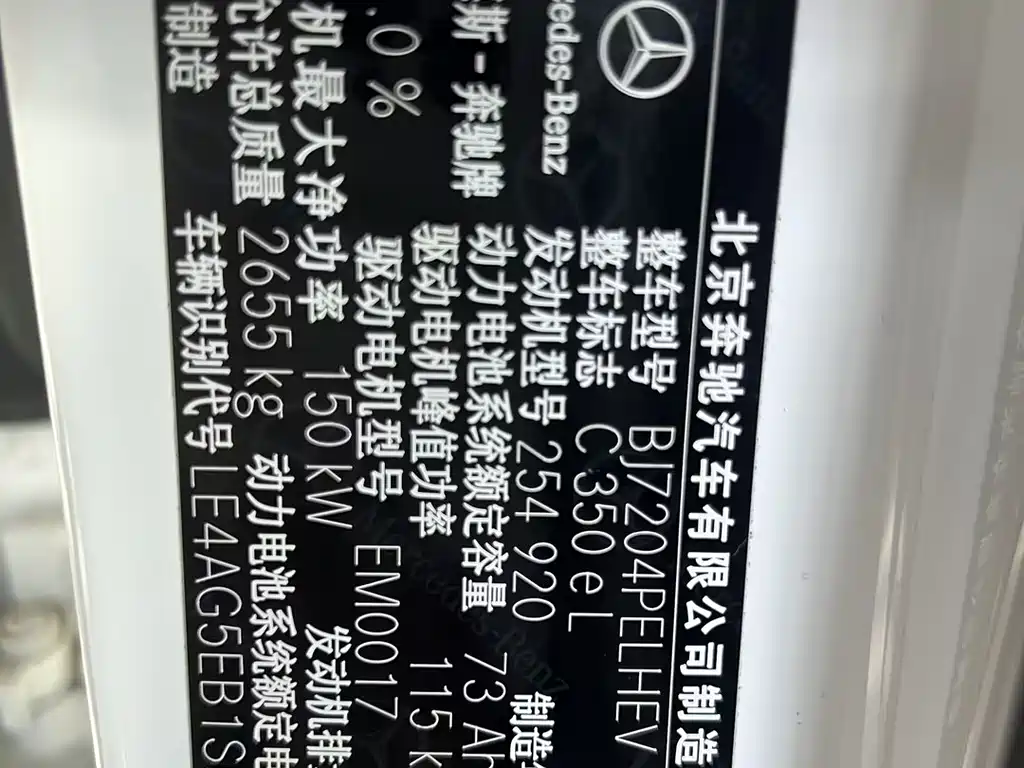 北京奔驰汽车有限公司制造
整车型号 BJ7204PELHEV
Mercedes-Benz 整车标志 C 350 e L
发动机型号 254 920 制造
斯-奔驰牌 动力电池系统额定容量 73 Ah
驱动电机峰值功率 115 k
.0% 驱动电机型号 EM0017
机最大净功率 150 kW 发动机排
允许总质量 2655 kg 动力电池系统额定电
制造 车辆识别代号 LE4AG5EB1S